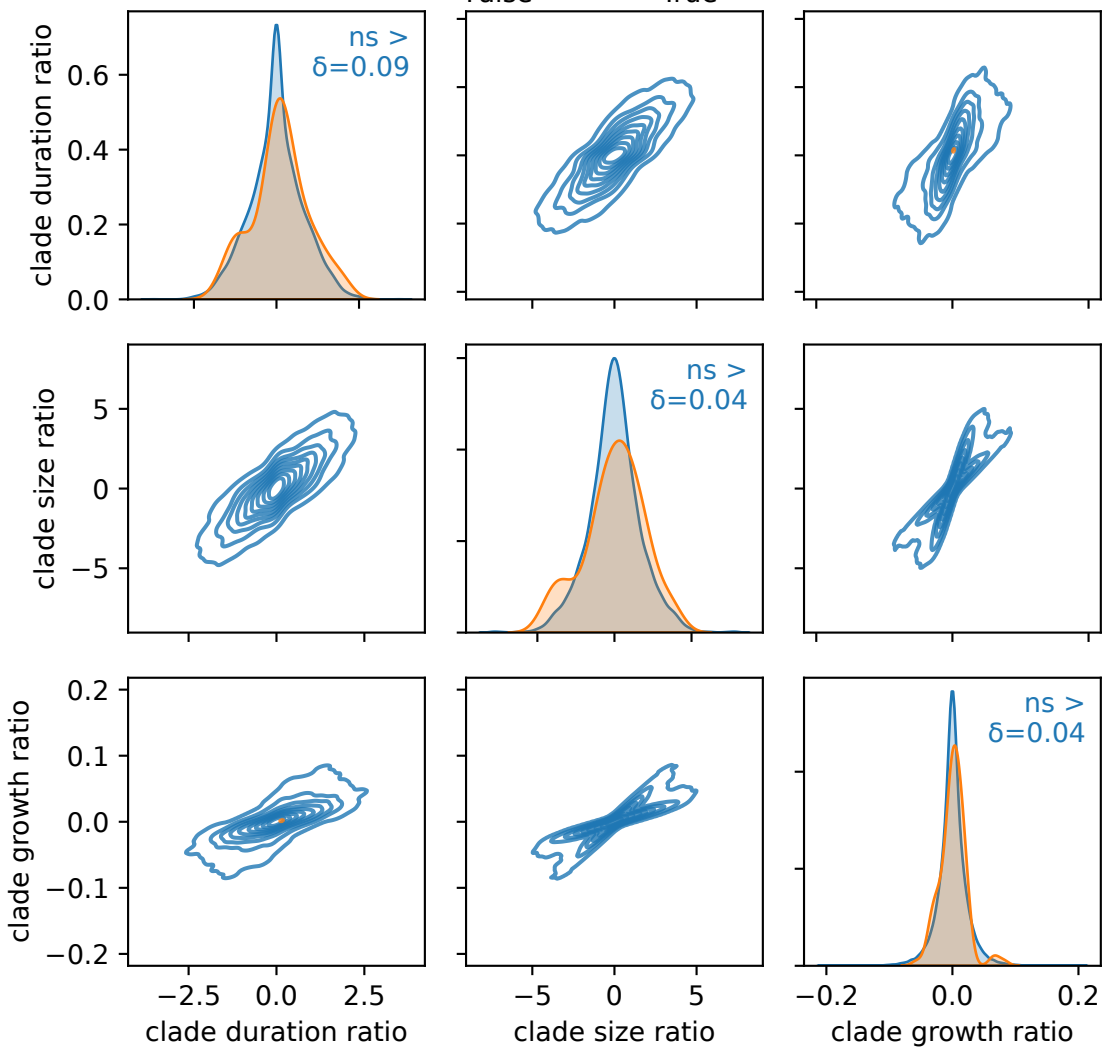 True
clade duration ratio
0.6
0.4
0.2
0.0
ns >
δ=0.09
clade size ratio
5
0
−5
ns >
δ=0.04
clade growth ratio
0.2
0.1
0.0
−0.1
−0.2
ns >
δ=0.04
−2.5 0.0 2.5
−5 0 5
−0.2 0.0 0.2
clade duration ratio
clade size ratio
clade growth ratio